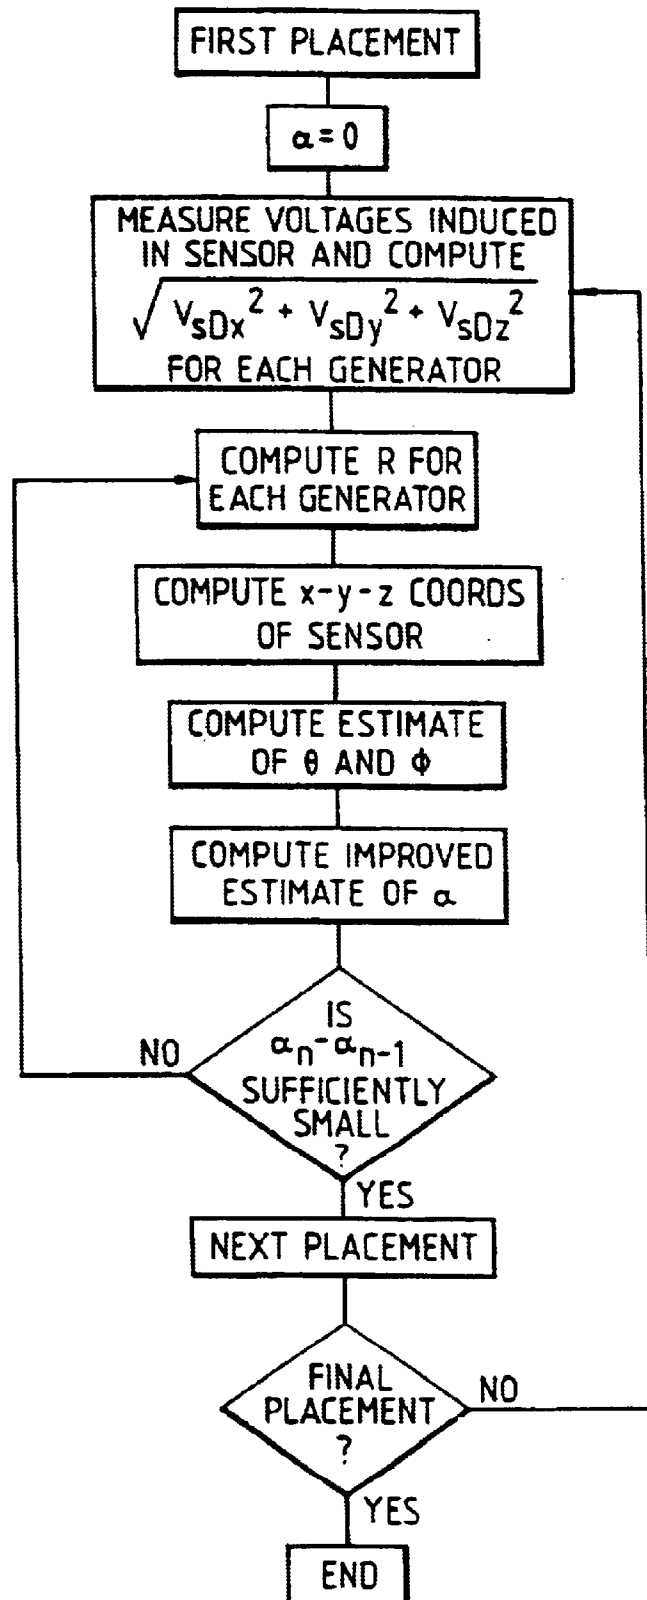 FIRST PLACEMENT
α = 0
MEASURE VOLTAGES INDUCED
IN SENSOR AND COMPUTE
√VsDx² + VsDy² + VsDz²
FOR EACH GENERATOR
COMPUTE R FOR
EACH GENERATOR
COMPUTE x-y-z COORDS
OF SENSOR
COMPUTE ESTIMATE
OF θ AND Φ
COMPUTE IMPROVED
ESTIMATE OF α
IS
αn-αn-1
SUFFICIENTLY
SMALL
?
NO
YES
NEXT PLACEMENT
FINAL
PLACEMENT
?
NO
YES
END